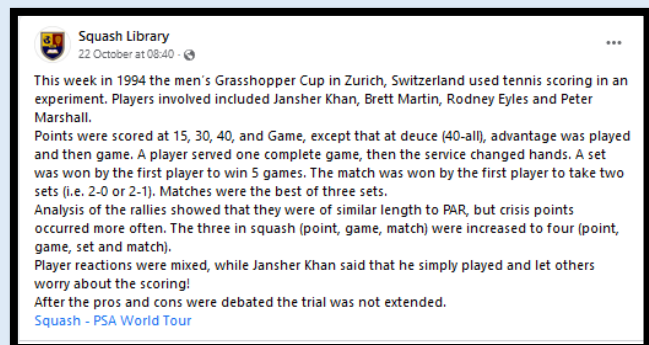 Squash Library
22 October at 08:40 ·
This week in 1994 the men's Grasshopper Cup in Zurich, Switzerland used tennis scoring in an
experiment. Players involved included Jansher Khan, Brett Martin, Rodney Eyles and Peter
Marshall.
Points were scored at 15, 30, 40, and Game, except that at deuce (40-all), advantage was played
and then game. A player served one complete game, then the service changed hands. A set
was won by the first player to win 5 games. The match was won by the first player to take two
sets (i.e. 2-0 or 2-1). Matches were the best of three sets.
Analysis of the rallies showed that they were of similar length to PAR, but crisis points
occurred more often. The three in squash (point, game, match) were increased to four (point,
game, set and match).
Player reactions were mixed, while Jansher Khan said that he simply played and let others
worry about the scoring!
After the pros and cons were debated the trial was not extended.
Squash - PSA World Tour